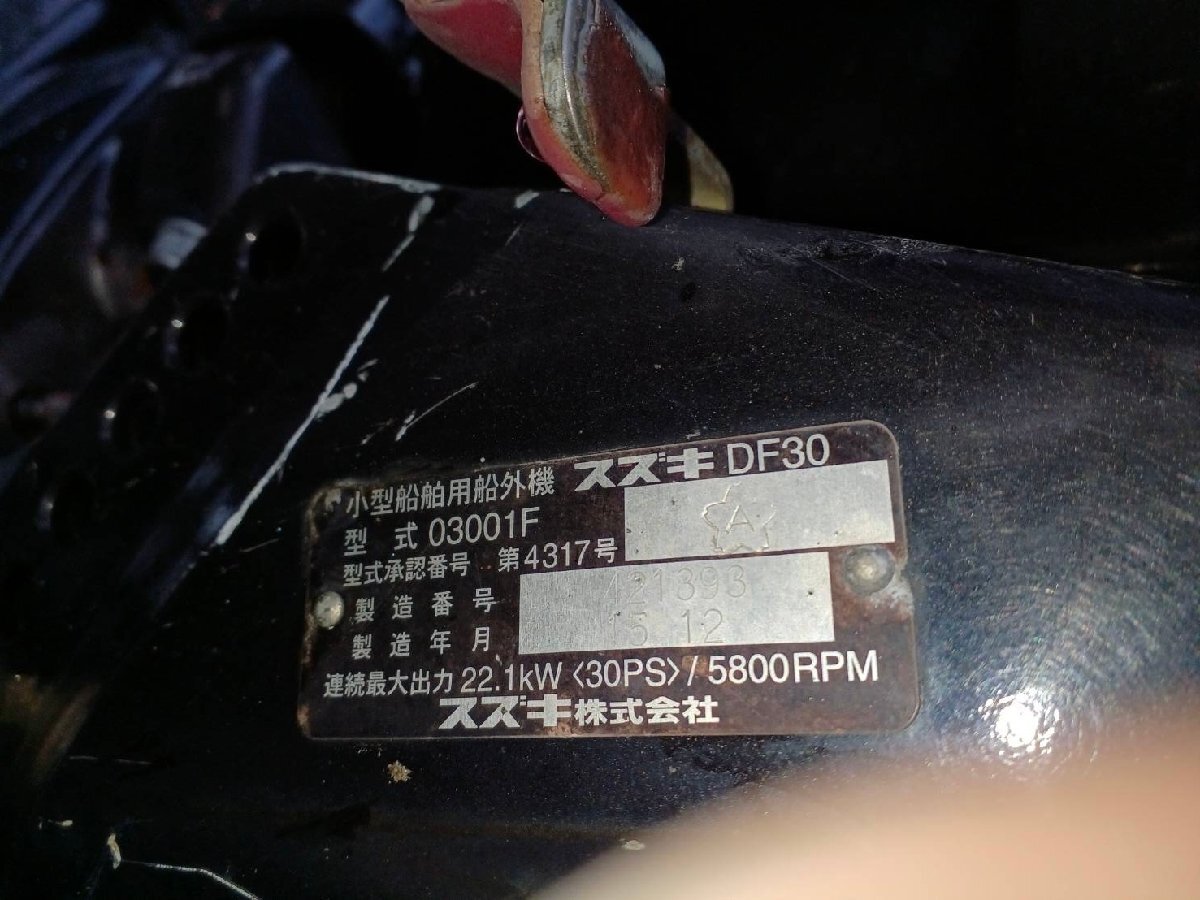 小型船舶用船外機 スズキ DF30
型式 03001F
A
型式承認番号 第4317号
製造番号 421393
製造年月 15 12
連続最大出力 22.1kW〈30PS〉/5800RPM
スズキ株式会社